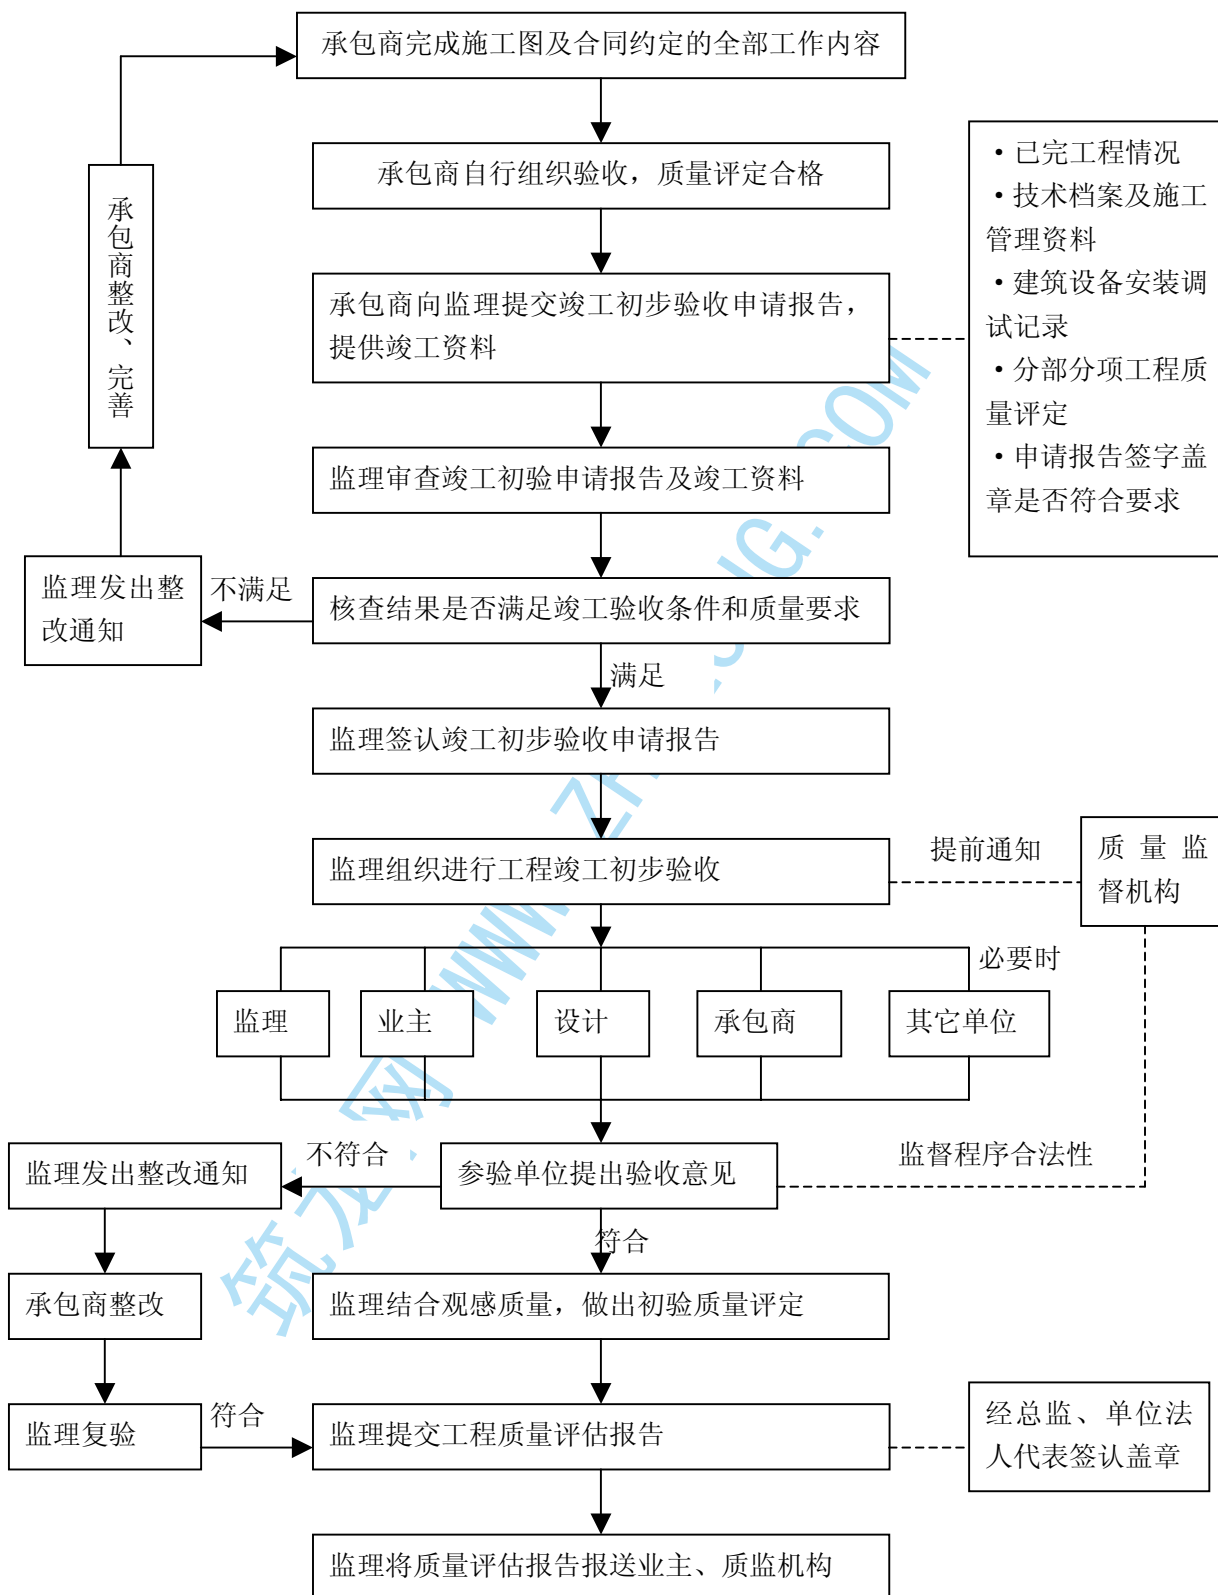 承包商完成施工图及合同约定的全部工作内容
承包商自行组织验收，质量评定合格
承包商整改、完善
·已完工程情况
·技术档案及施工
管理资料
·建筑设备安装调
试记录
·分部分项工程质
量评定
·申请报告签字盖
章是否符合要求
承包商向监理提交竣工初步验收申请报告，
提供竣工资料
监理审查竣工初验申请报告及竣工资料
监理发出整
改通知
不满足
核查结果是否满足竣工验收条件和质量要求
满足
监理签认竣工初步验收申请报告
监理组织进行工程竣工初步验收
提前通知
质量监
督机构
必要时
监理
业主
设计
承包商
其它单位
监理发出整改通知
不符合
参验单位提出验收意见
监督程序合法性
符合
承包商整改
监理结合观感质量，做出初验质量评定
监理复验
符合
监理提交工程质量评估报告
经总监、单位法
人代表签认盖章
监理将质量评估报告报送业主、质监机构